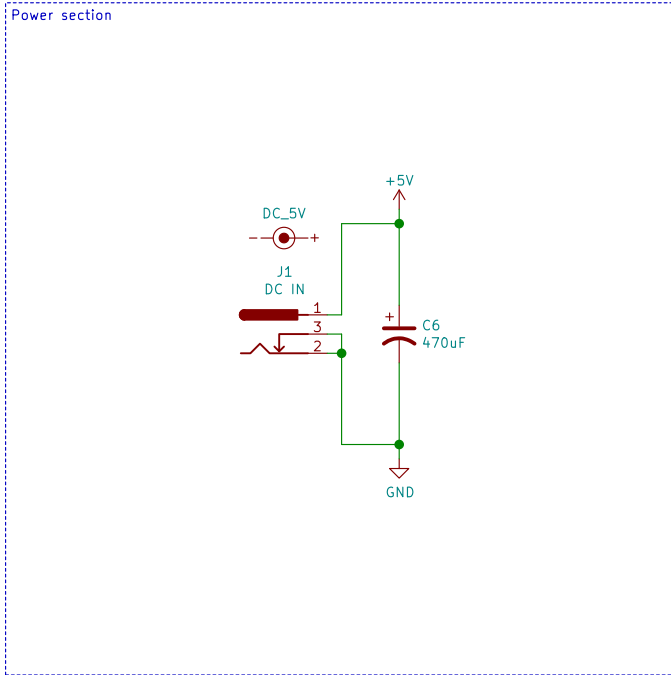 Power section
+5V
DC_5V
- +
J1
DC IN
1
3
2
+
C6
470uF
GND